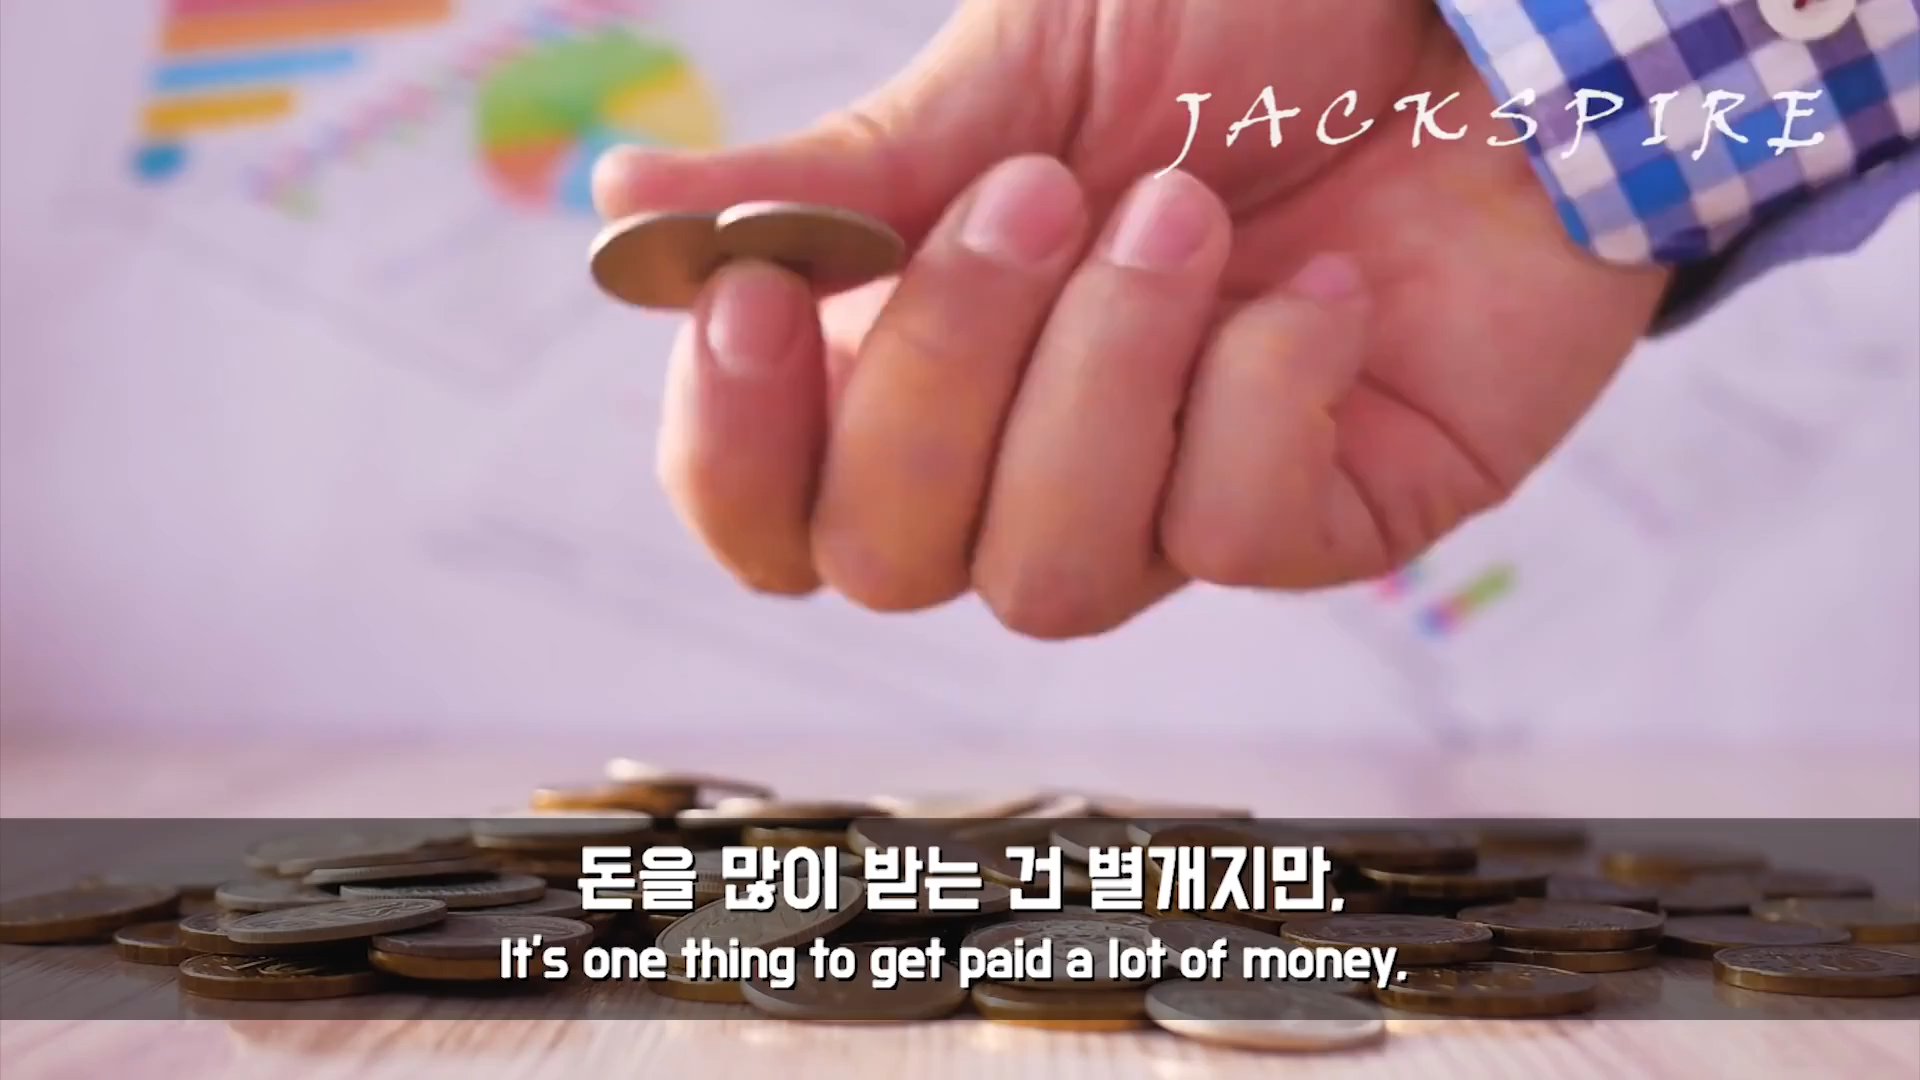 JACKSPIRE
돈을 많이 받는 건 별개지만,
It's one thing to get paid a lot of money,